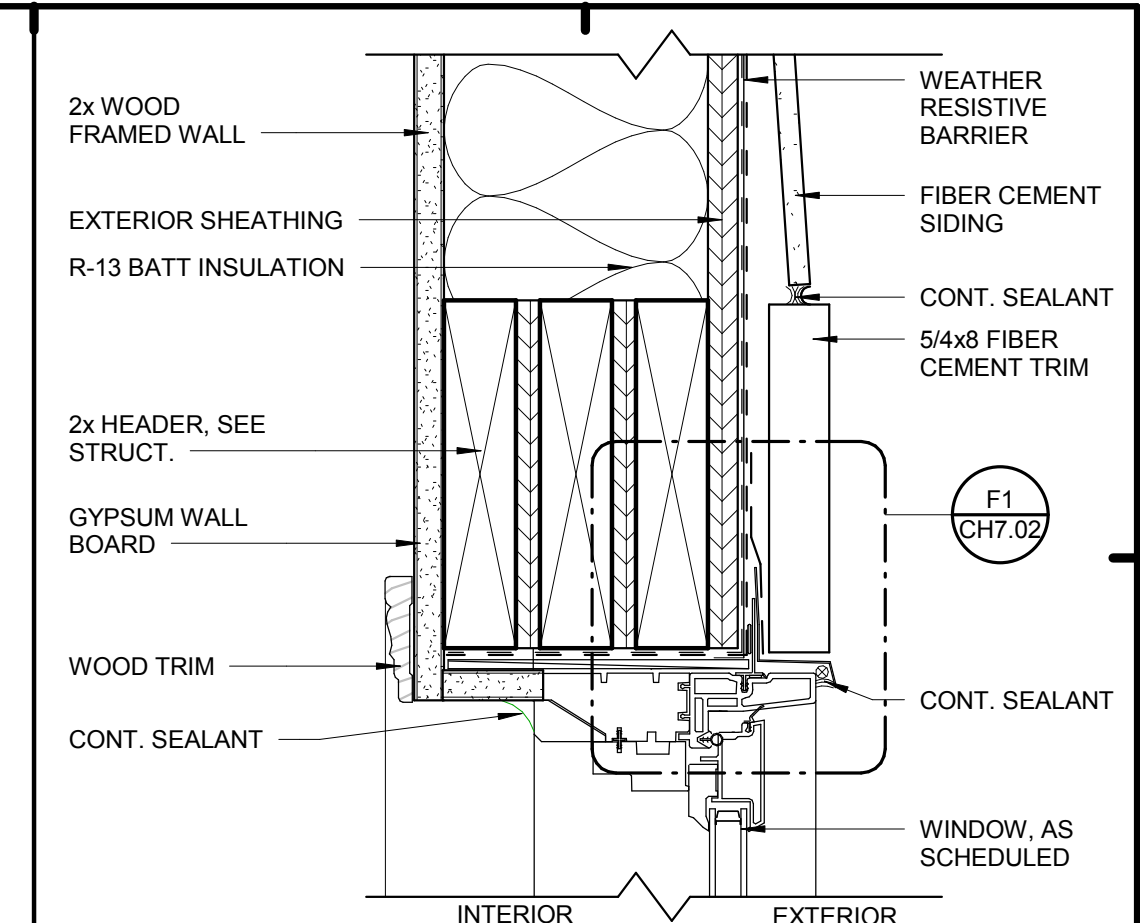 2x WOOD
FRAMED WALL
EXTERIOR SHEATHING
R-13 BATT INSULATION
2x HEADER, SEE
STRUCT.
GYPSUM WALL
BOARD
WOOD TRIM
CONT. SEALANT
WEATHER
RESISTIVE
BARRIER
FIBER CEMENT
SIDING
CONT. SEALANT
5/4x8 FIBER
CEMENT TRIM
F1
CH7.02
CONT. SEALANT
WINDOW, AS
SCHEDULED
INTERIOR
EXTERIOR